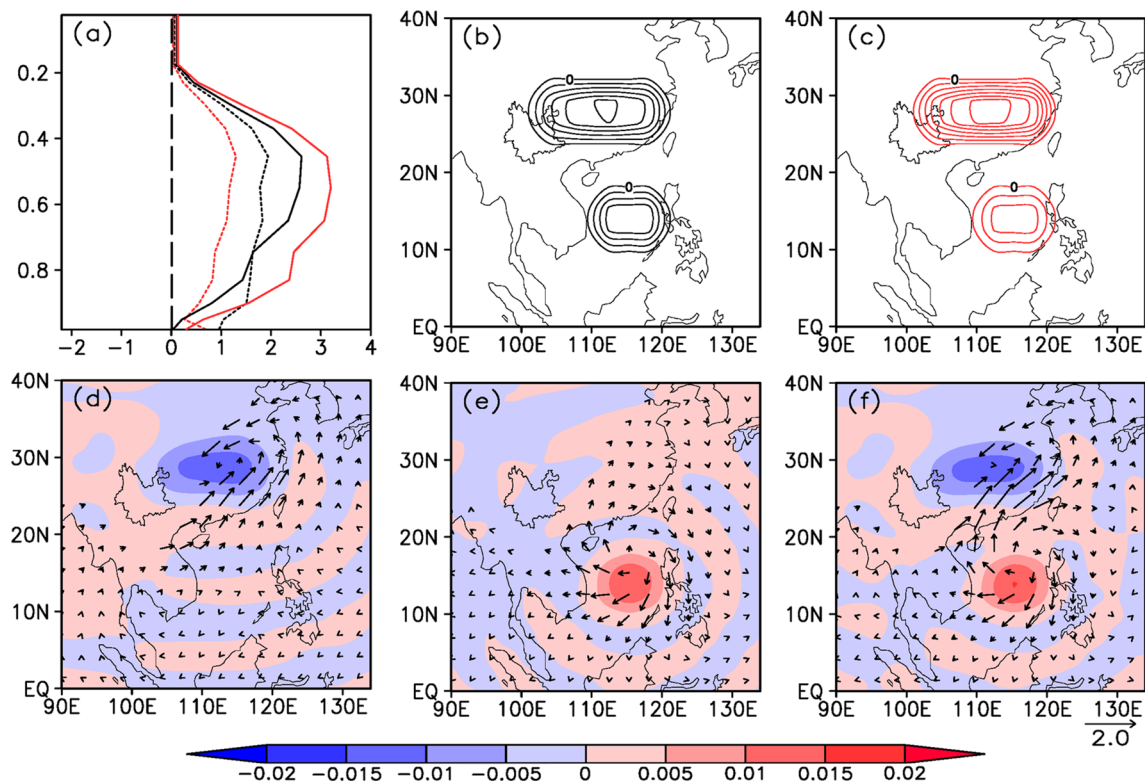 (a)
0.2
0.4
0.6
0.8
−2 −1 0 1 2 3 4
(b)
40N
30N
20N
10N
EQ
0
0
90E 100E 110E 120E 130E
(c)
40N
30N
20N
10N
EQ
0
0
90E 100E 110E 120E 130E
(d)
40N
30N
20N
10N
EQ
90E 100E 110E 120E 130E
(e)
40N
30N
20N
10N
EQ
90E 100E 110E 120E 130E
(f)
40N
30N
20N
10N
EQ
90E 100E 110E 120E 130E
2.0
−0.02 −0.015 −0.01 −0.005 0 0.005 0.01 0.015 0.02